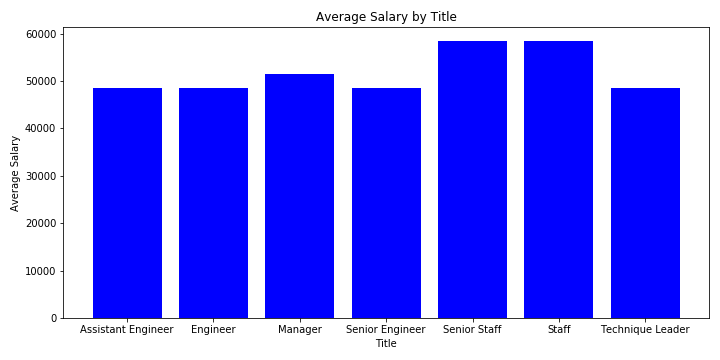 Average Salary by Title
Average Salary
60000
50000
40000
30000
20000
10000
0
Assistant Engineer Engineer Manager Senior Engineer Senior Staff Staff Technique Leader
Title